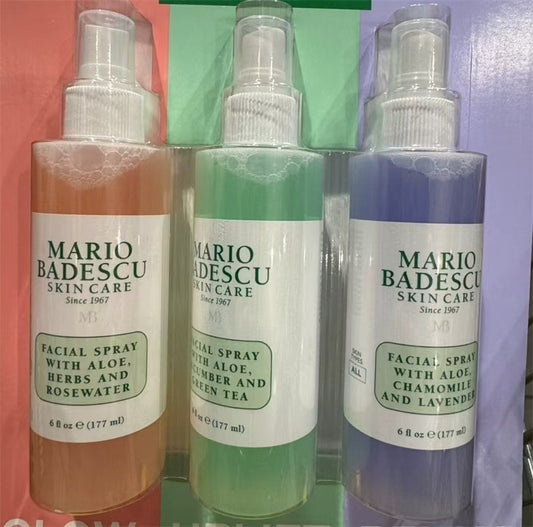 MARIO
BADESCU
SKIN CARE
Since 1967
MB
FACIAL SPRAY
WITH ALOE,
HERBS AND
ROSEWATER
6 fl oz ℮ (177 ml)
MARIO
BADESCU
SKIN CARE
Since 1967
MB
FACIAL SPRAY
WITH ALOE,
CUCUMBER AND
GREEN TEA
6 fl oz ℮ (177 ml)
MARIO
BADESCU
SKIN CARE
Since 1967
MB
SKIN
TYPES
ALL
FACIAL SPRAY
WITH ALOE,
CHAMOMILE
AND LAVENDER
6 fl oz ℮ (177 ml)
GLOW